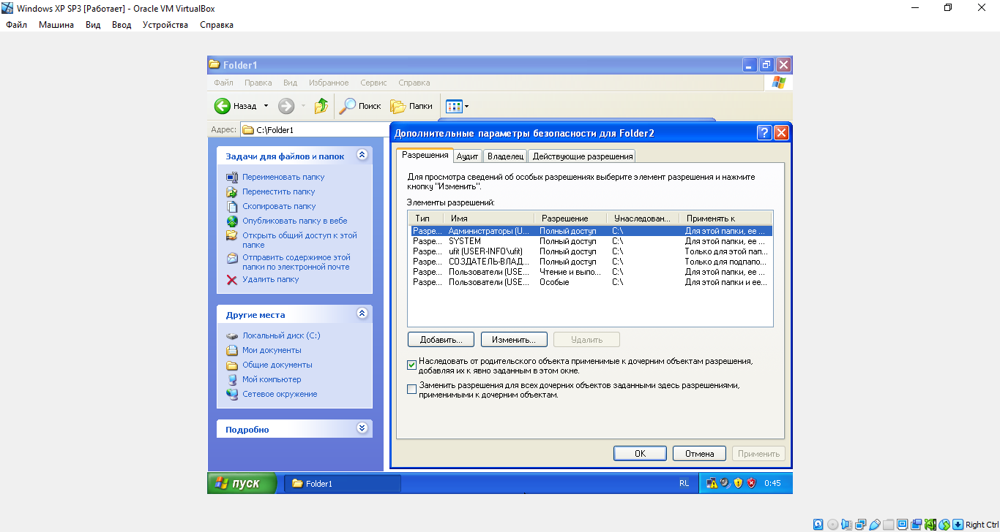 Windows XP SP3 [Работает] - Oracle VM VirtualBox
Файл Машина Вид Ввод Устройства Справка
Folder1
Файл Правка Вид Избранное Сервис Справка
Назад Поиск Папки
Адрес: C:\Folder1
Задачи для файлов и папок
Переименовать папку
Переместить папку
Скопировать папку
Опубликовать папку в вебе
Открыть общий доступ к этой
папке
Отправить содержимое этой
папки по электронной почте
Удалить папку
Другие места
Локальный диск (C:)
Мои документы
Общие документы
Мой компьютер
Сетевое окружение
Подробно
Дополнительные параметры безопасности для Folder2
Разрешения Аудит Владелец Действующие разрешения
Для просмотра сведений об особых разрешениях выберите элемент разрешения и нажмите
кнопку "Изменить".
Элементы разрешений:
Тип Имя Разрешение Унаследован... Применять к
Разре... Администраторы (U... Полный доступ C:\ Для этой папки, ее ...
Разре... SYSTEM Полный доступ C:\ Для этой папки, ее ...
Разре... ufit (USER-INFO\ufit) Полный доступ C:\ Только для этой пап...
Разре... СОЗДАТЕЛЬ-ВЛАД... Полный доступ C:\ Только для подпапо...
Разре... Пользователи (USE... Чтение и выпо... C:\ Для этой папки, ее ...
Разре... Пользователи (USE... Особые C:\ Для этой папки и ее...
Добавить... Изменить... Удалить
Наследовать от родительского объекта применимые к дочерним объектам разрешения,
добавляя их к явно заданным в этом окне.
Заменить разрешения для всех дочерних объектов заданными здесь разрешениями,
применимыми к дочерним объектам.
OK Отмена Применить
пуск Folder1 RL 0:45
Right Ctrl